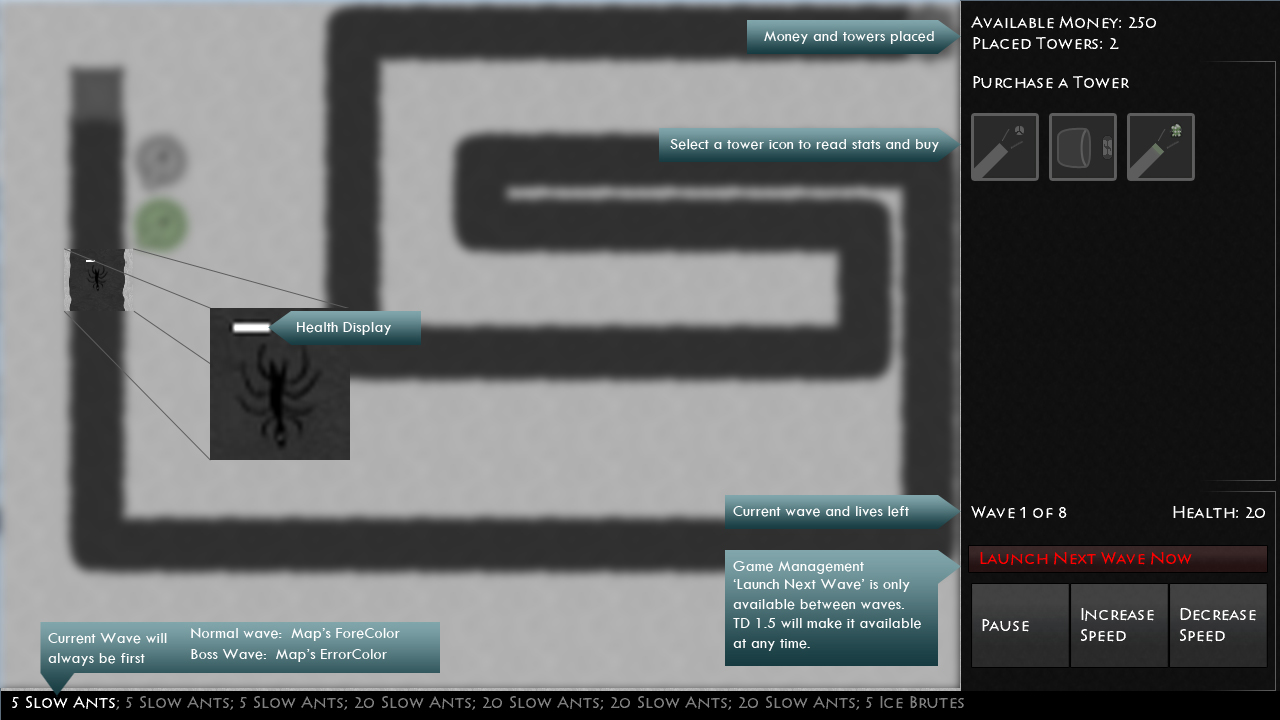 Money and towers placed
AVAILABLE MONEY: 250
PLACED TOWERS: 2
PURCHASE A TOWER
Select a tower icon to read stats and buy
Health Display
Current wave and lives left
WAVE 1 OF 8
HEALTH: 20
Game Management
‘Launch Next Wave’ is only
available between waves.
TD 1.5 will make it available
at any time.
LAUNCH NEXT WAVE NOW
PAUSE
INCREASE
SPEED
DECREASE
SPEED
Current Wave will
always be first
Normal wave: Map’s ForeColor
Boss Wave: Map’s ErrorColor
5 SLOW ANTS; 5 SLOW ANTS; 5 SLOW ANTS; 20 SLOW ANTS; 20 SLOW ANTS; 20 SLOW ANTS; 20 SLOW ANTS; 5 ICE BRUTES